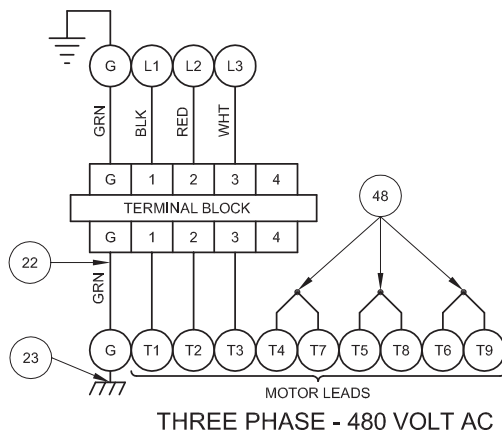 G L1 L2 L3
GRN BLK RED WHT
G 1 2 3 4
TERMINAL BLOCK
G 1 2 3 4
48
22
GRN
23
G T1 T2 T3 T4 T7 T5 T8 T6 T9
MOTOR LEADS
THREE PHASE - 480 VOLT AC